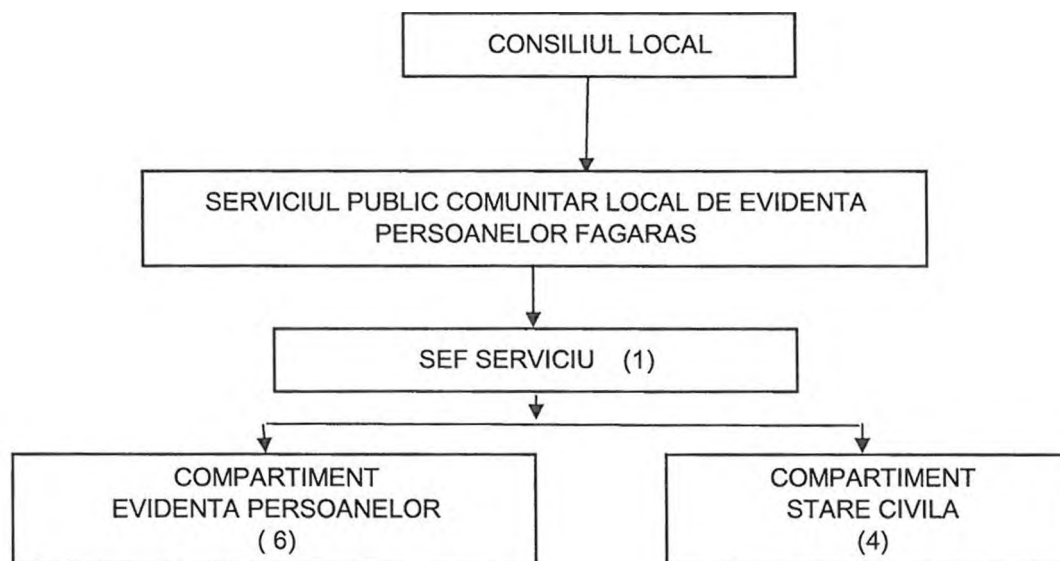 CONSILIUL LOCAL
SERVICIUL PUBLIC COMUNITAR LOCAL DE EVIDENTA
PERSOANELOR FAGARAS
SEF SERVICIU (1)
COMPARTIMENT
EVIDENTA PERSOANELOR
( 6)
COMPARTIMENT
STARE CIVILA
(4)